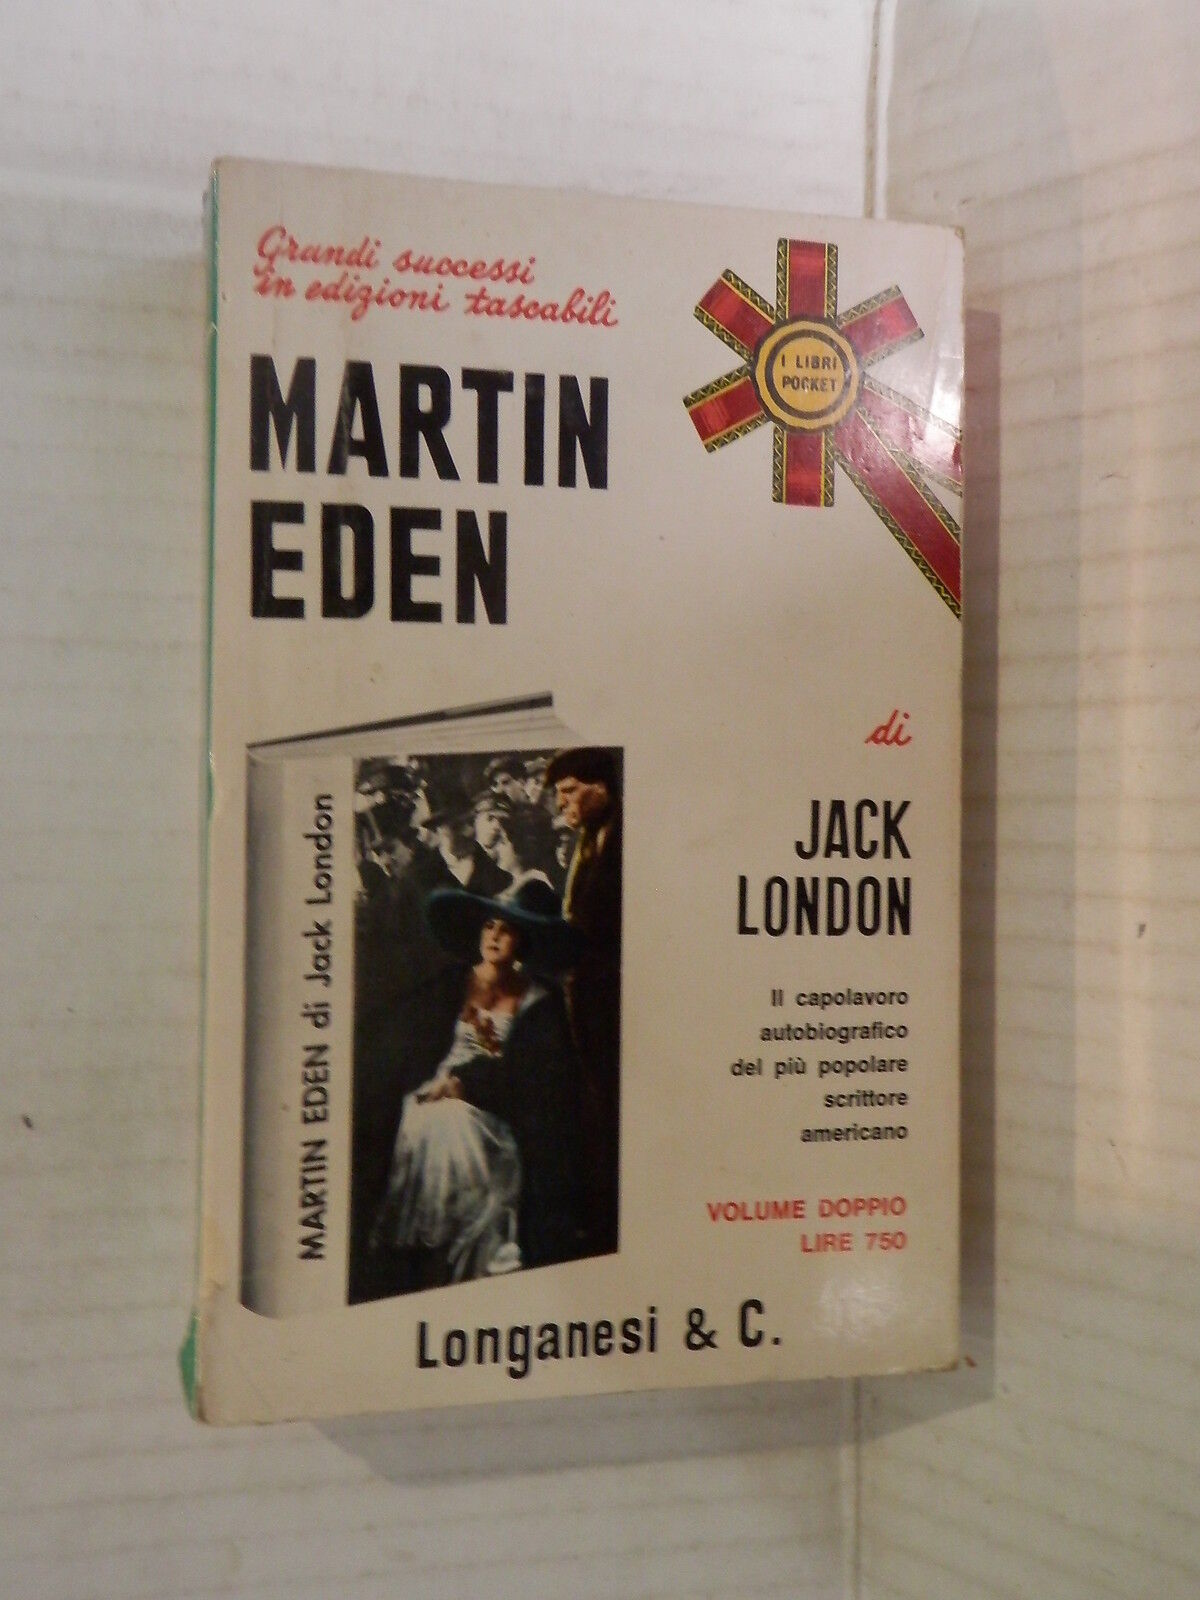 Grandi successi
in edizioni tascabili
I LIBRI
POCKET
MARTIN
EDEN
di
JACK
LONDON
MARTIN EDEN di Jack London
Il capolavoro
autobiografico
del più popolare
scrittore
americano
VOLUME DOPPIO
LIRE 750
Longanesi & C.